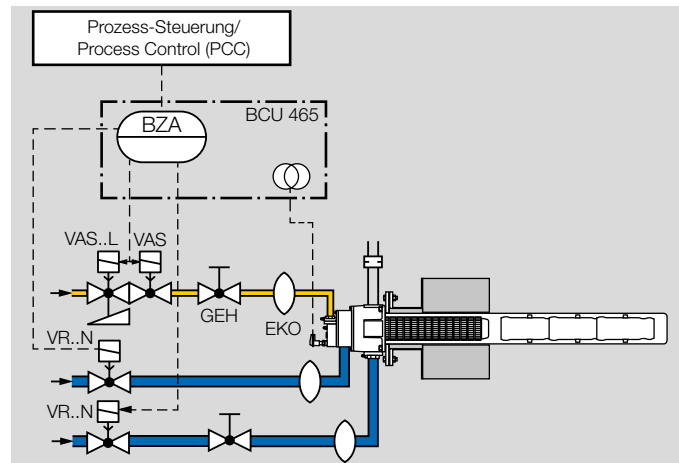 Prozess-Steuerung/
Process Control (PCC)
BCU 465
BZA
VAS..L VAS
GEH
EKO
VR..N
VR..N